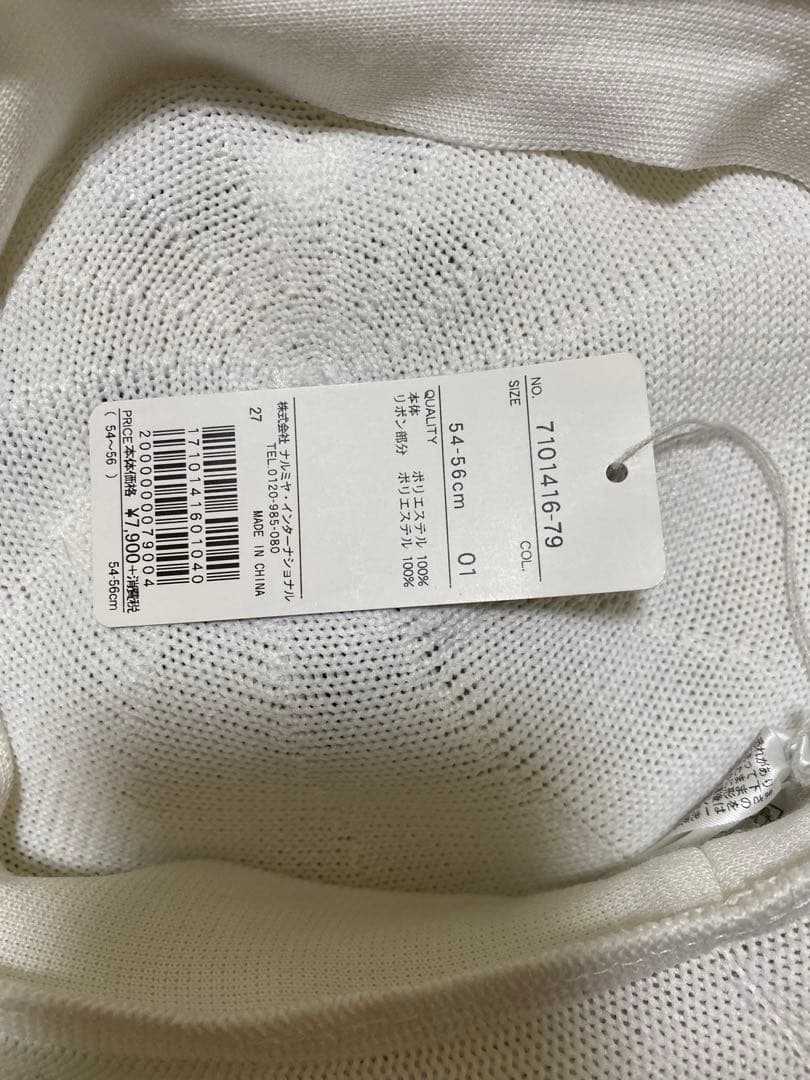 NO. 7101416-79
SIZE COL.
54-56cm 01
QUALITY
本体 ポリエステル 100%
リボン部分 ポリエステル 100%
株式会社 ナルミヤ・インターナショナル
TEL.0120-985-080
27 MADE IN CHINA
1710141601040
2000000079004
PRICE 本体価格 ¥7,900+消費税
( 54~56 ) 54-56cm